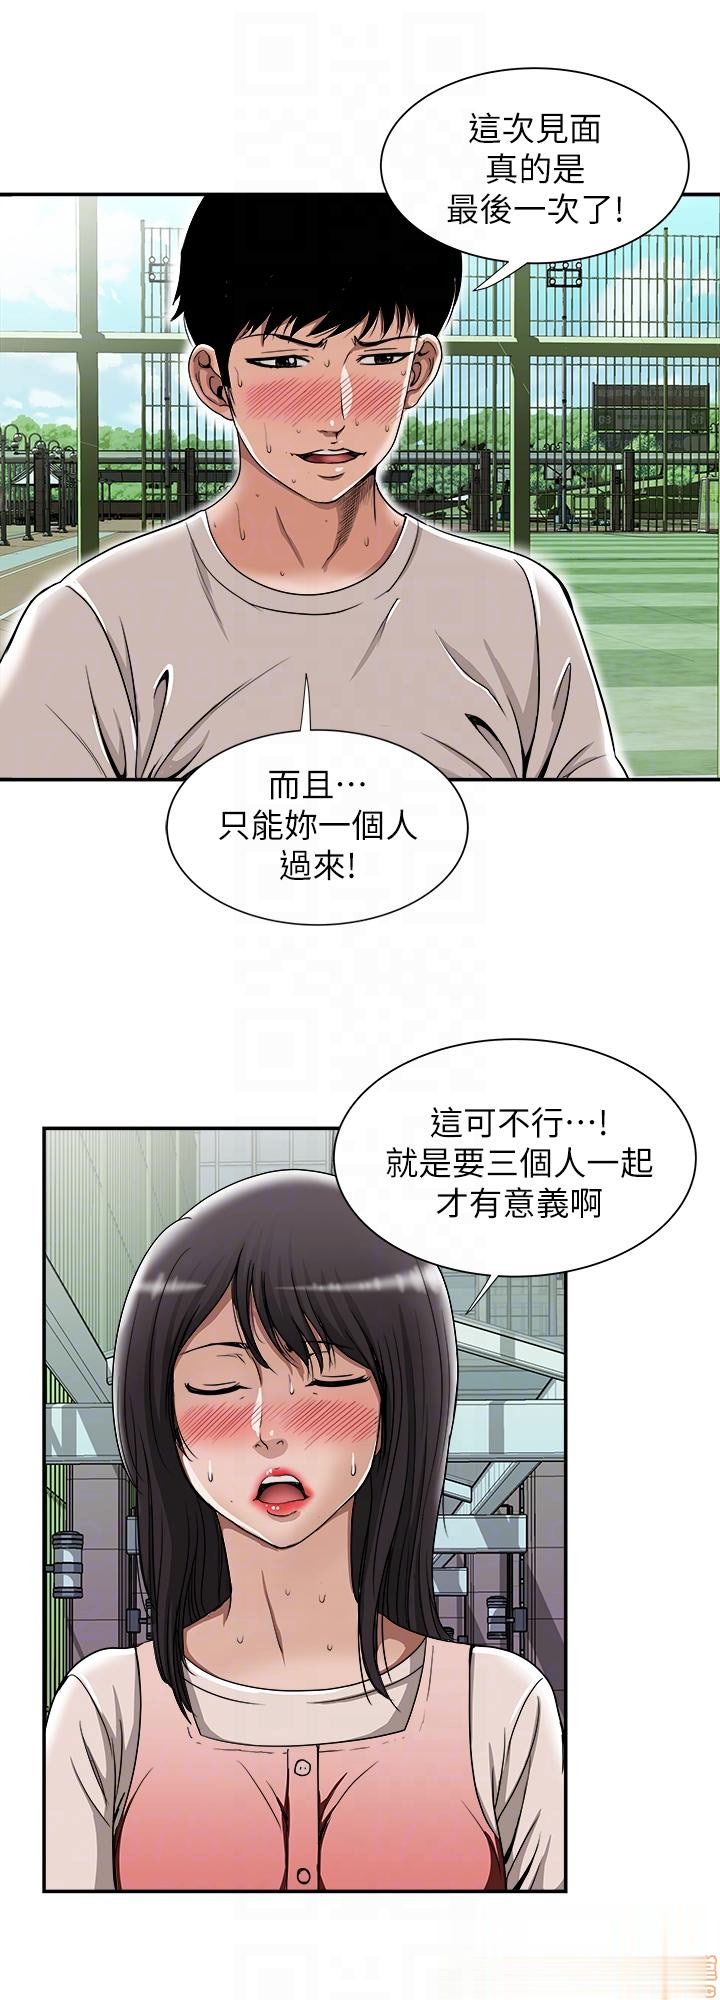 這次見面
真的是
最後一次了!
而且⋯
只能妳一個人
過來!
這可不行⋯!
就是要三個人一起
才有意義啊